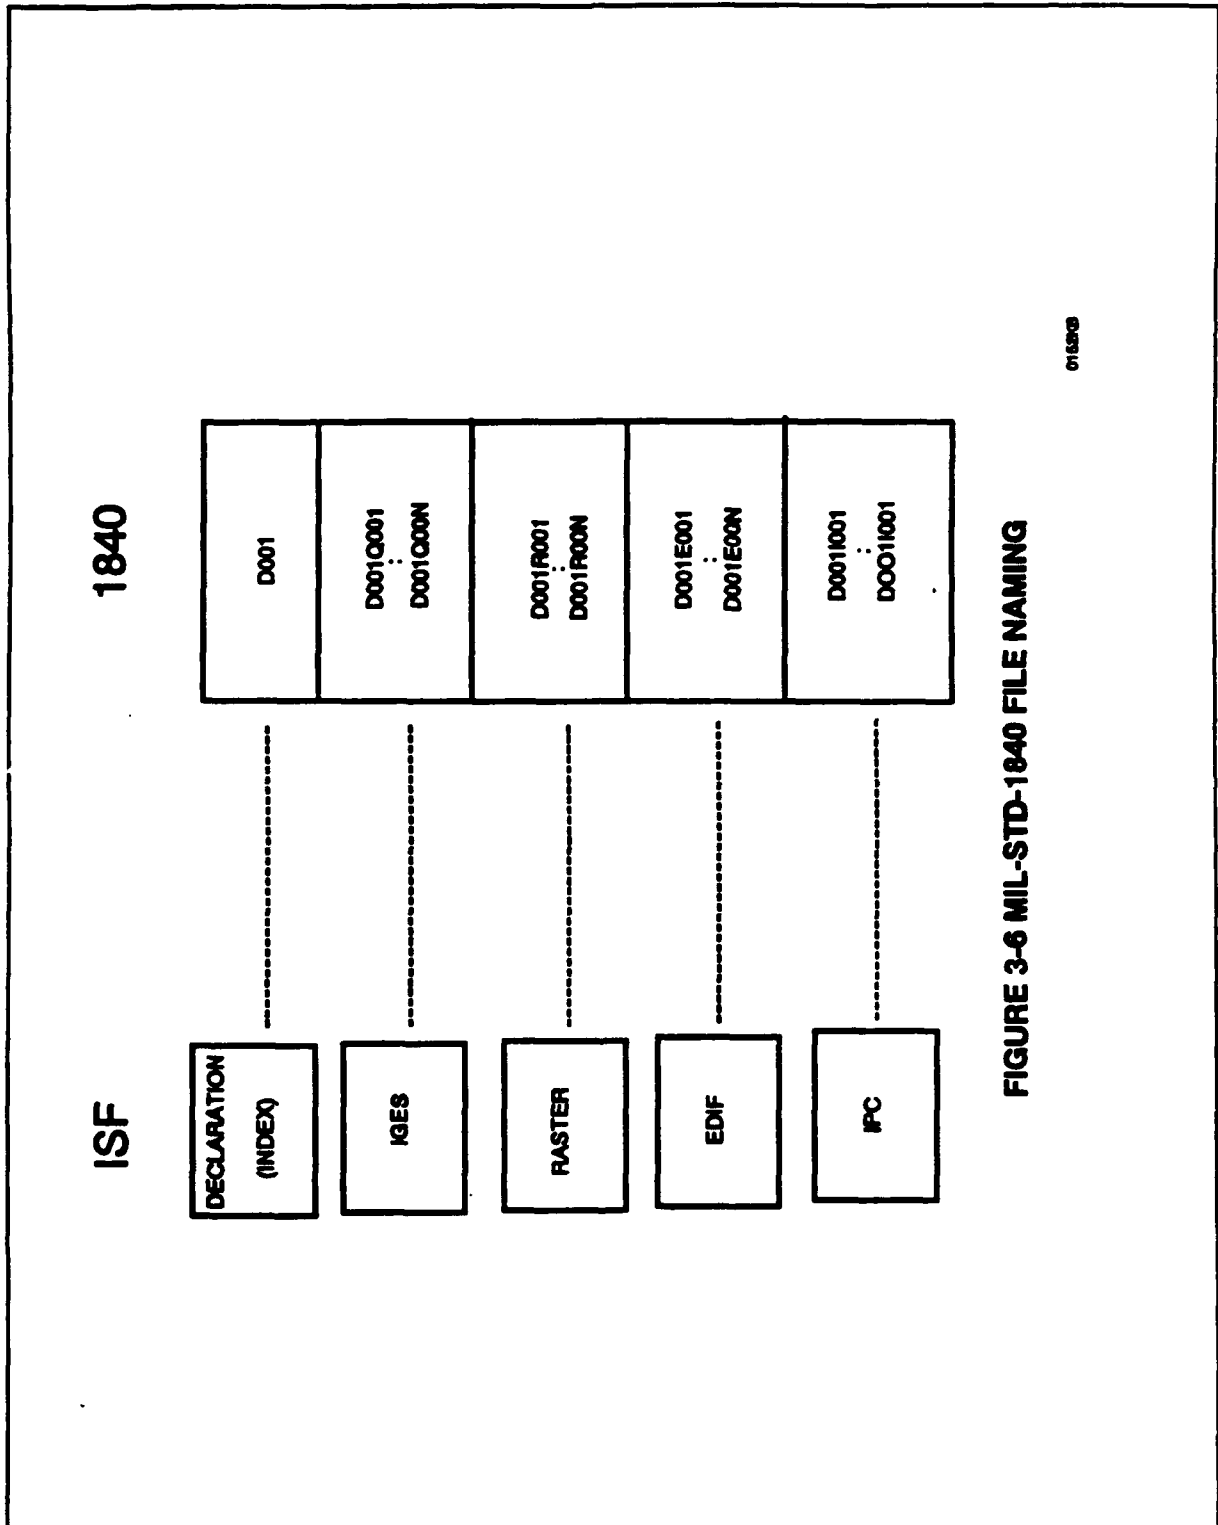 ISF
1840
DECLARATION
(INDEX)
D001
IGES
D001Q001
:
D001Q00N
RASTER
D001R001
:
D001R00N
EDIF
D001E001
:
D001E00N
IPC
D001I001
:
DOO1I001
FIGURE 3-6 MIL-STD-1840 FILE NAMING